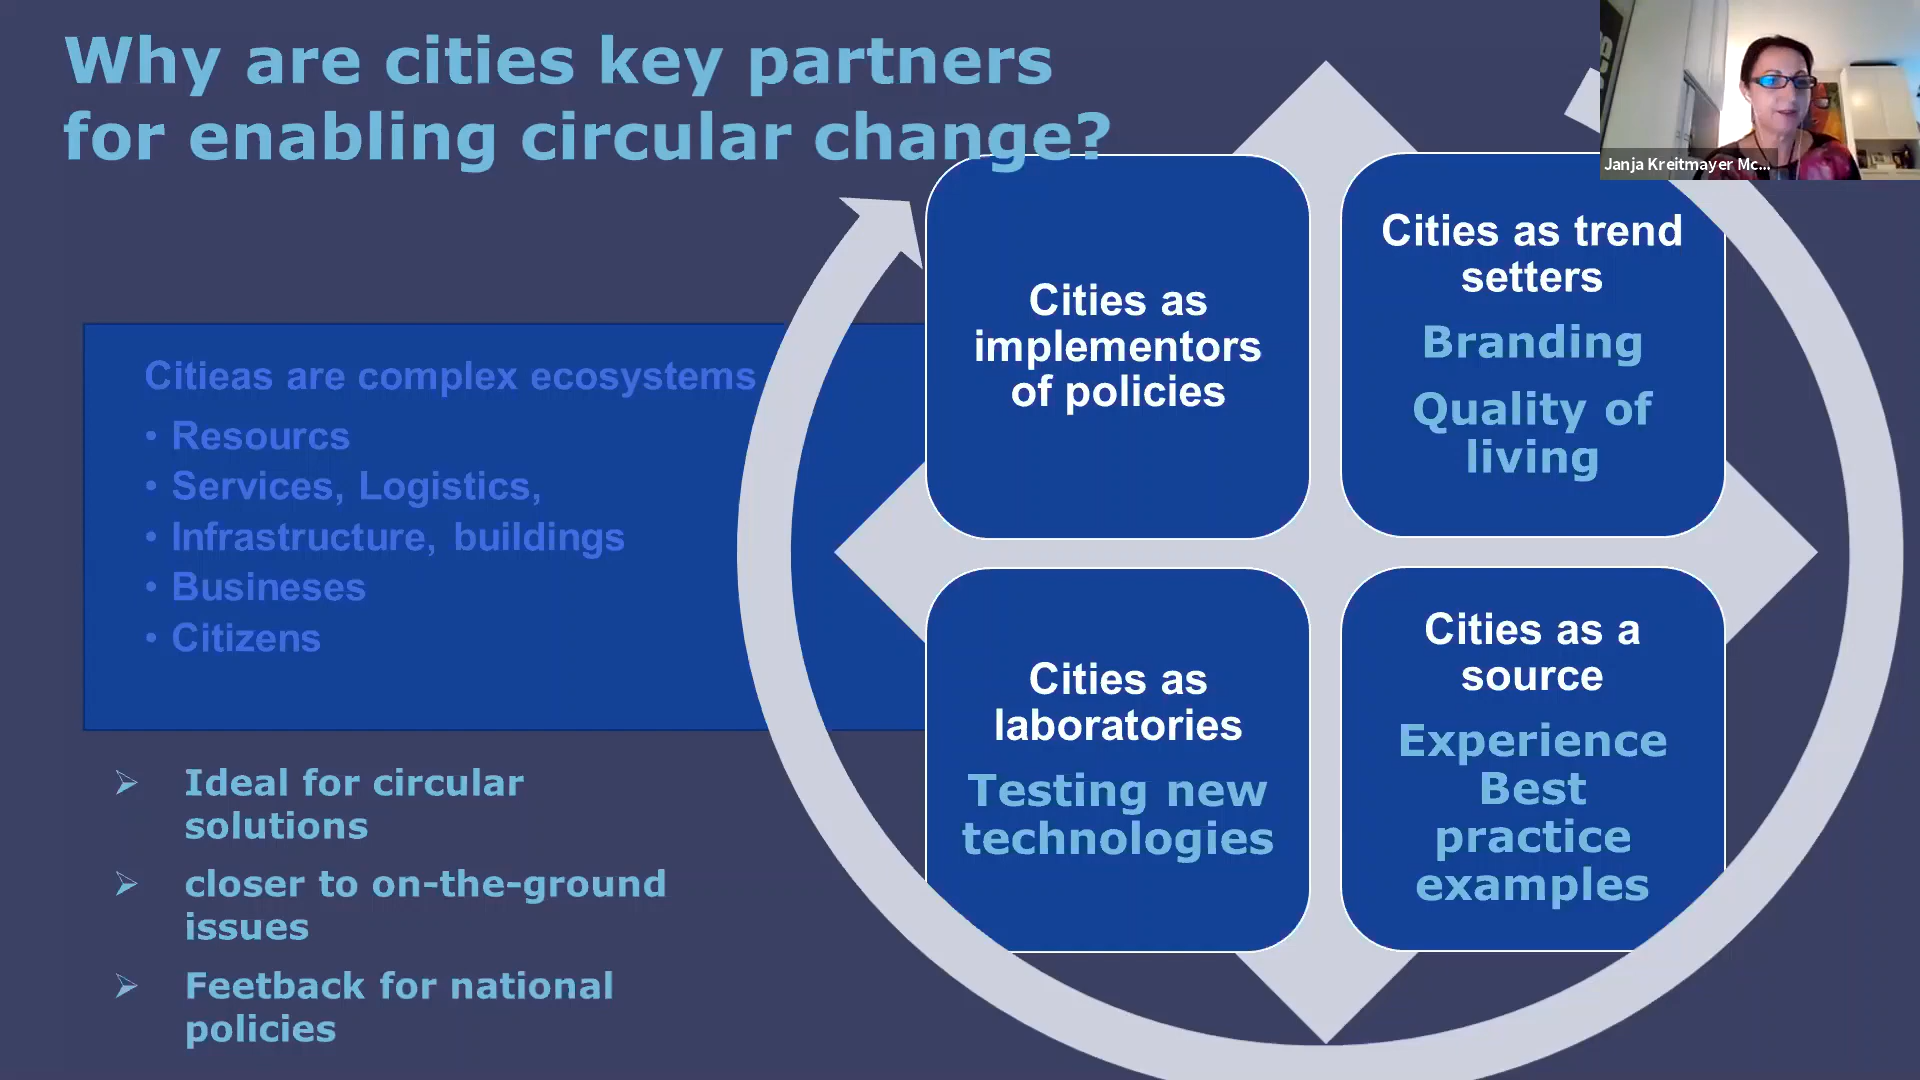 Why are cities key partners
for enabling circular change?
Janja Kreitmayer Mc...
Citieas are complex ecosystems
• Resourcs
• Services, Logistics,
• Infrastructure, buildings
• Busineses
• Citizens
➢ Ideal for circular
solutions
➢ closer to on-the-ground
issues
➢ Feetback for national
policies
Cities as
implementors
of policies
Cities as trend
setters
Branding
Quality of
living
Cities as
laboratories
Testing new
technologies
Cities as a
source
Experience
Best
practice
examples